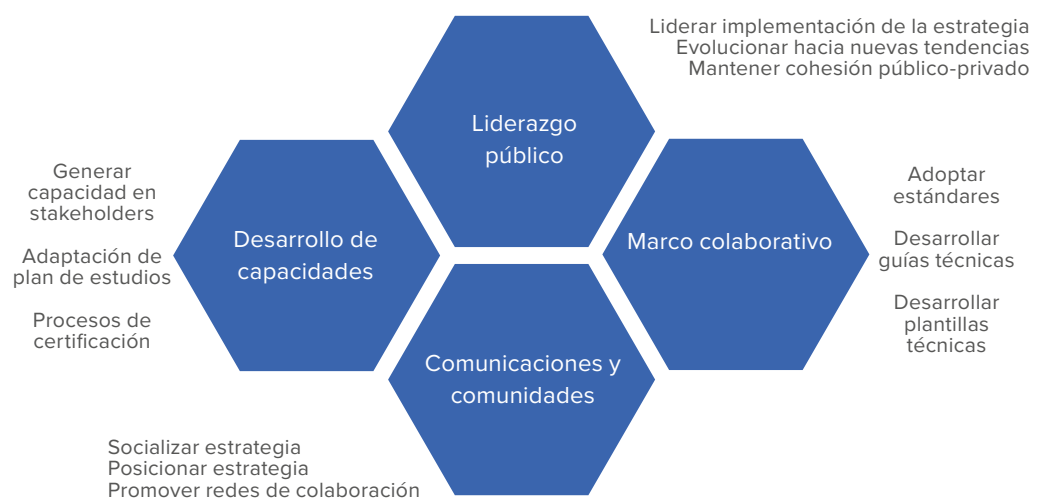 Liderar implementación de la estrategia
Evolucionar hacia nuevas tendencias
Mantener cohesión público-privado
Liderazgo
público
Generar
capacidad en
stakeholders
Adaptación de
plan de estudios
Procesos de
certificación
Desarrollo de
capacidades
Marco colaborativo
Adoptar
estándares
Desarrollar
guías técnicas
Desarrollar
plantillas
técnicas
Comunicaciones y
comunidades
Socializar estrategia
Posicionar estrategia
Promover redes de colaboración